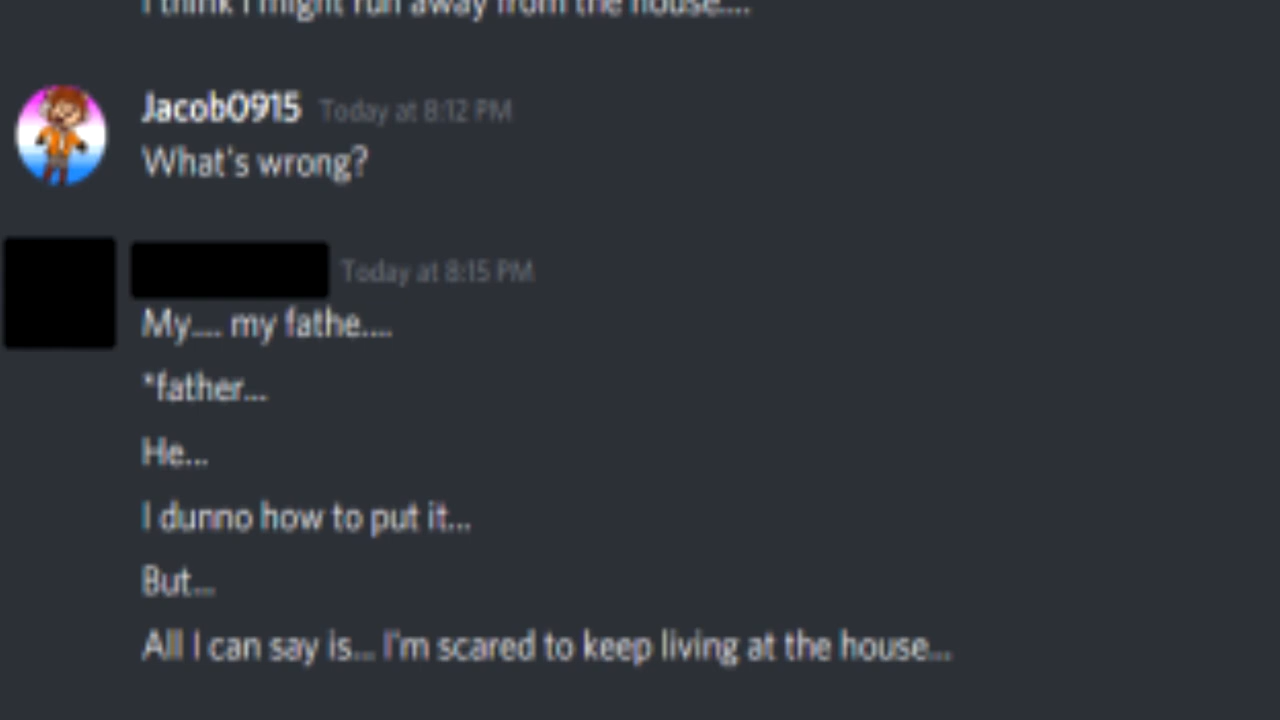 I think I might run away from the house....
Jacob0915 Today at 8:12 PM
What's wrong?
Today at 8:15 PM
My.... my fathe....
*father...
He...
I dunno how to put it...
But...
All I can say is... I'm scared to keep living at the house...